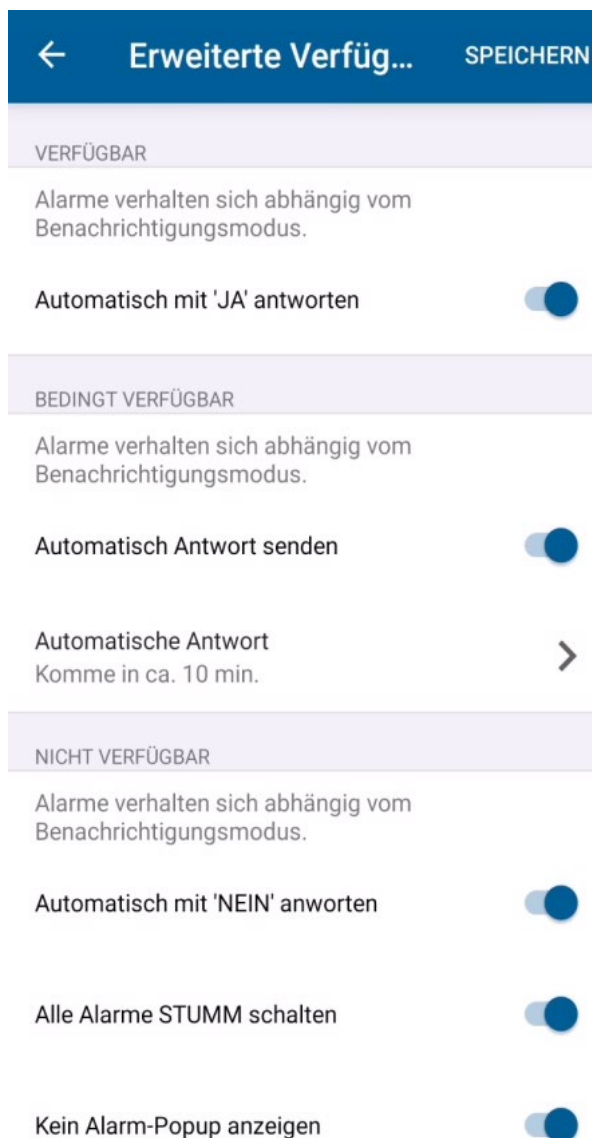 Erweiterte Verfüg...
SPEICHERN
VERFÜGBAR
Alarme verhalten sich abhängig vom
Benachrichtigungsmodus.
Automatisch mit 'JA' antworten
BEDINGT VERFÜGBAR
Alarme verhalten sich abhängig vom
Benachrichtigungsmodus.
Automatisch Antwort senden
Automatische Antwort
Komme in ca. 10 min.
NICHT VERFÜGBAR
Alarme verhalten sich abhängig vom
Benachrichtigungsmodus.
Automatisch mit 'NEIN' anworten
Alle Alarme STUMM schalten
Kein Alarm-Popup anzeigen